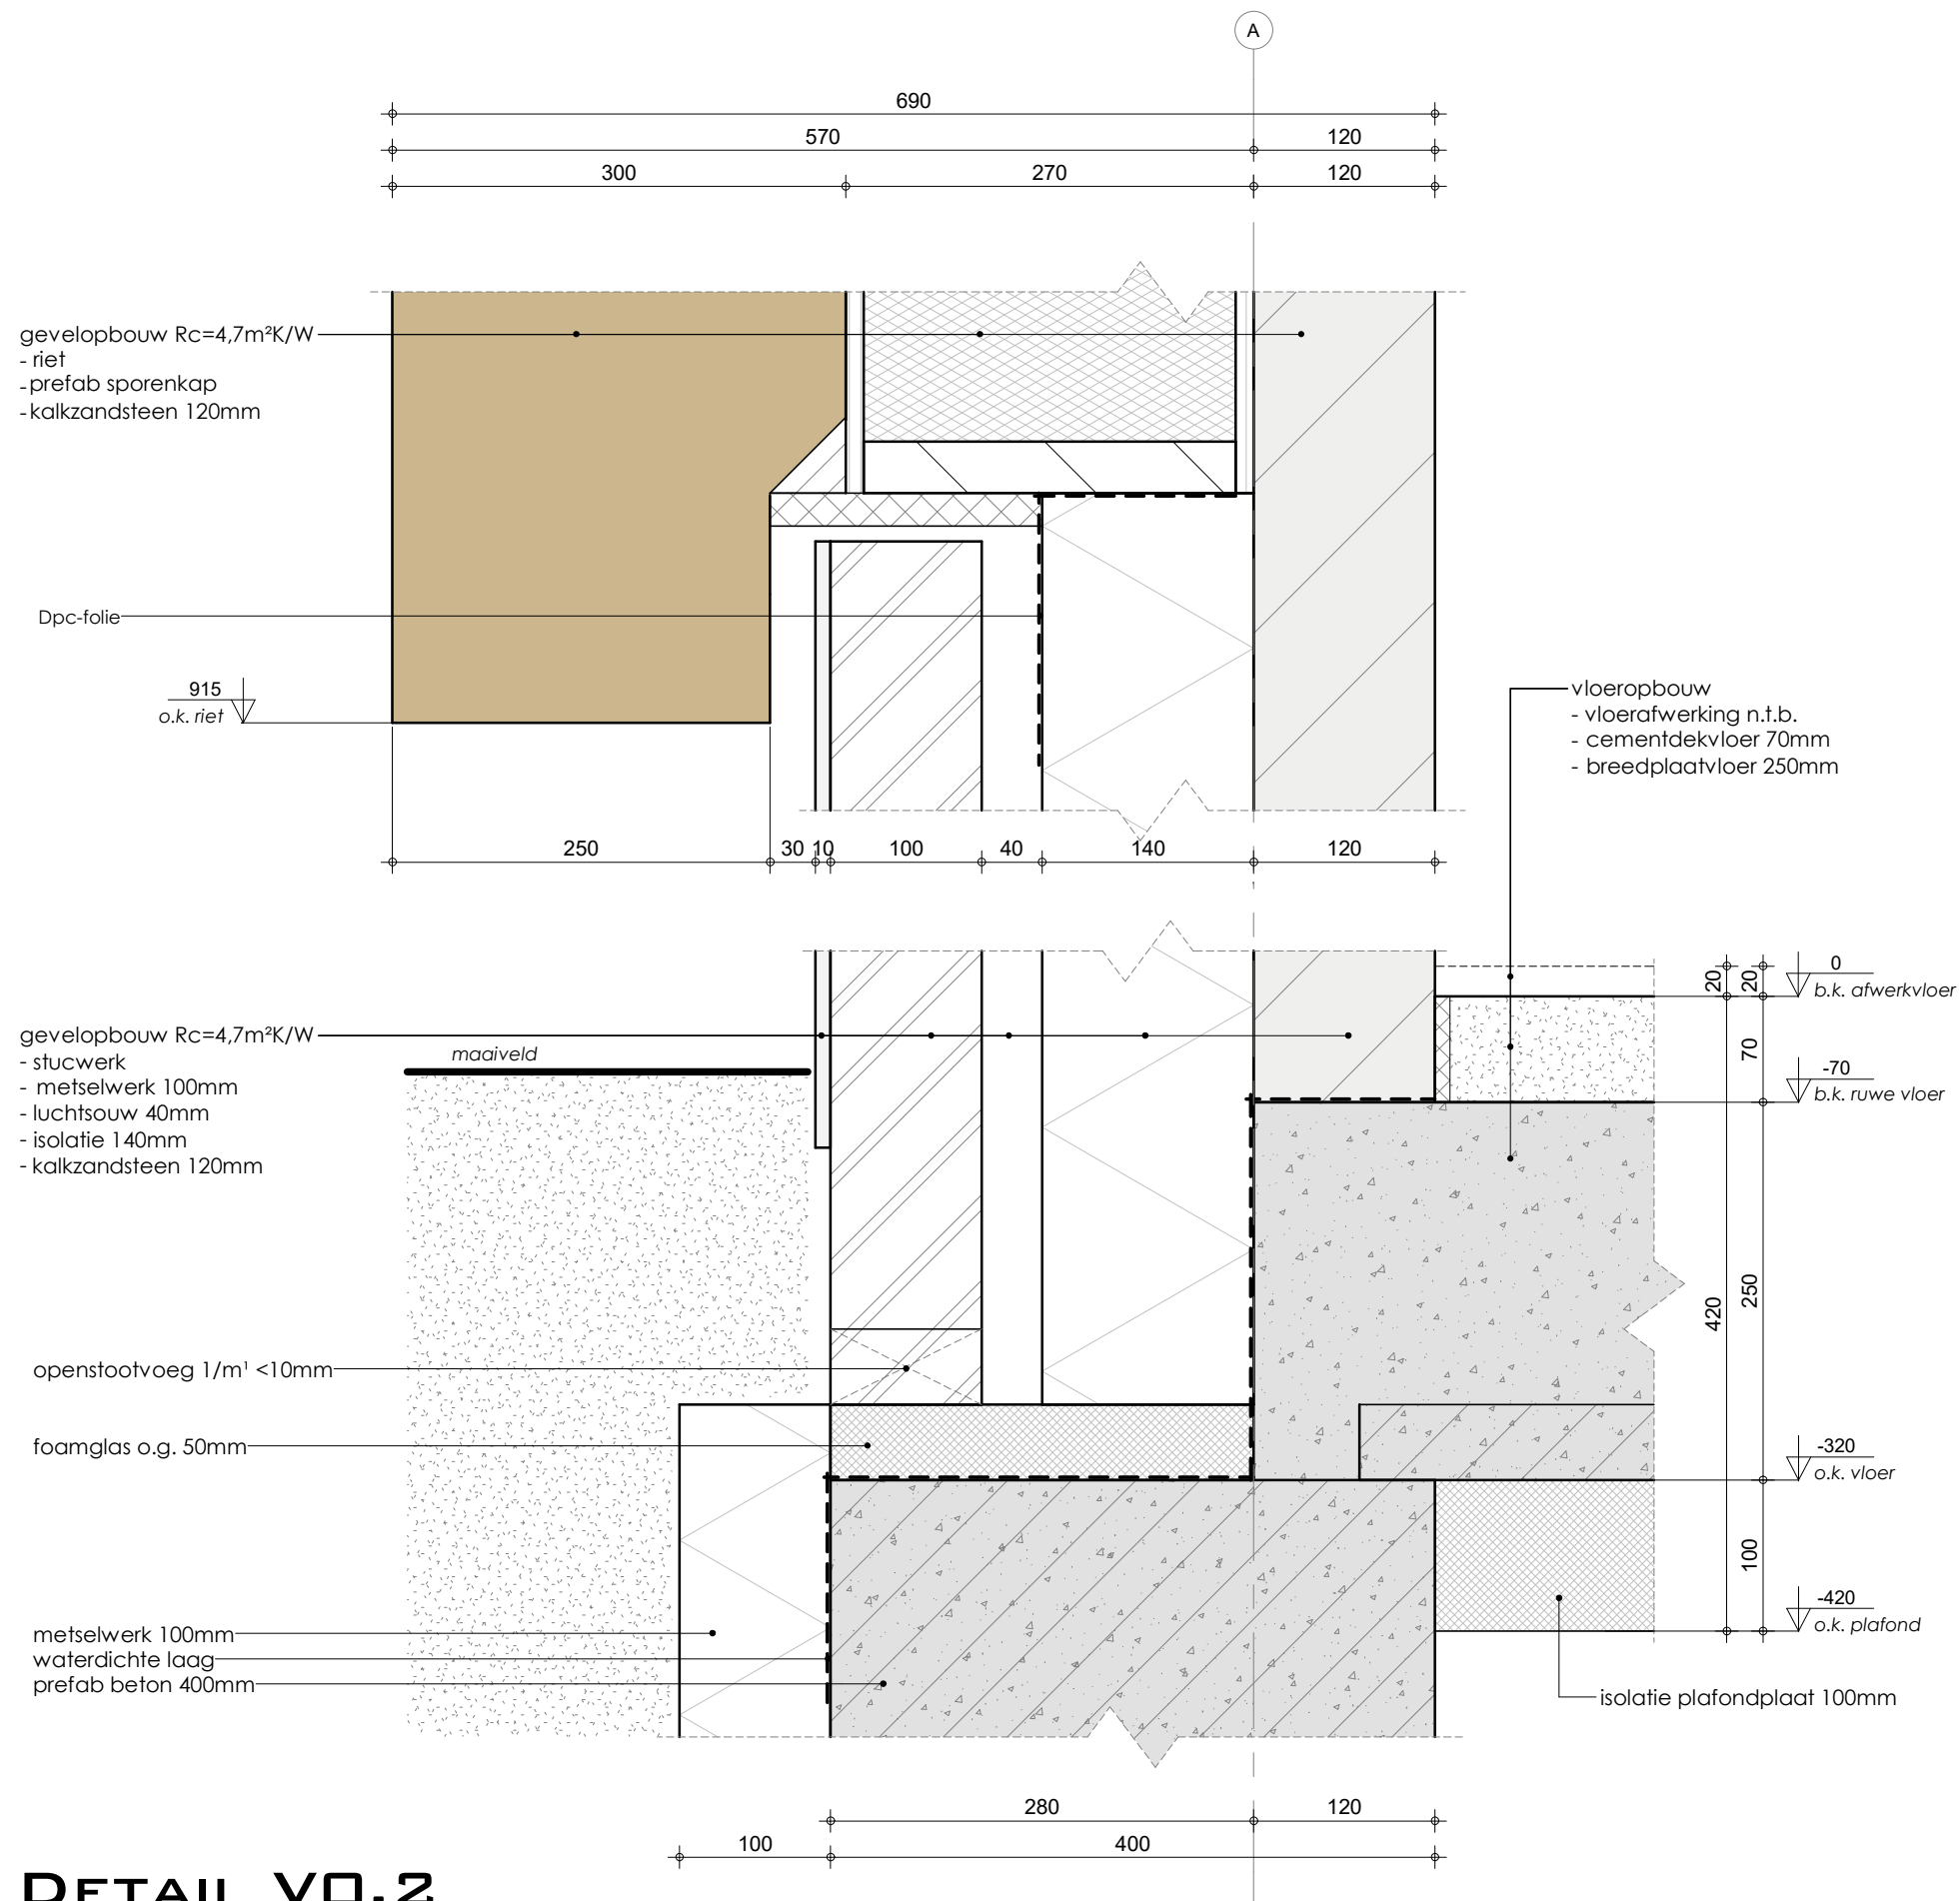 A
690
570 120
300 270 120
gevelopbouw Rc=4,7m²K/W
- riet
- prefab sporenkap
- kalkzandsteen 120mm
Dpc-folie
915
o.k. riet
vloeropbouw
- vloerafwerking n.t.b.
- cementdekvloer 70mm
- breedplaatvloer 250mm
250 30 10 100 40 140 120
20 20
0
b.k. afwerkvloer
gevelopbouw Rc=4,7m²K/W
- stucwerk
- metselwerk 100mm
- luchtsouw 40mm
- isolatie 140mm
- kalkzandsteen 120mm
maaiveld
70
-70
b.k. ruwe vloer
420
250
openstootvoeg 1/m¹ <10mm
foamglas o.g. 50mm
-320
o.k. vloer
100
-420
o.k. plafond
metselwerk 100mm
waterdichte laag
prefab beton 400mm
isolatie plafondplaat 100mm
280 120
100 400
DETAIL V0.2